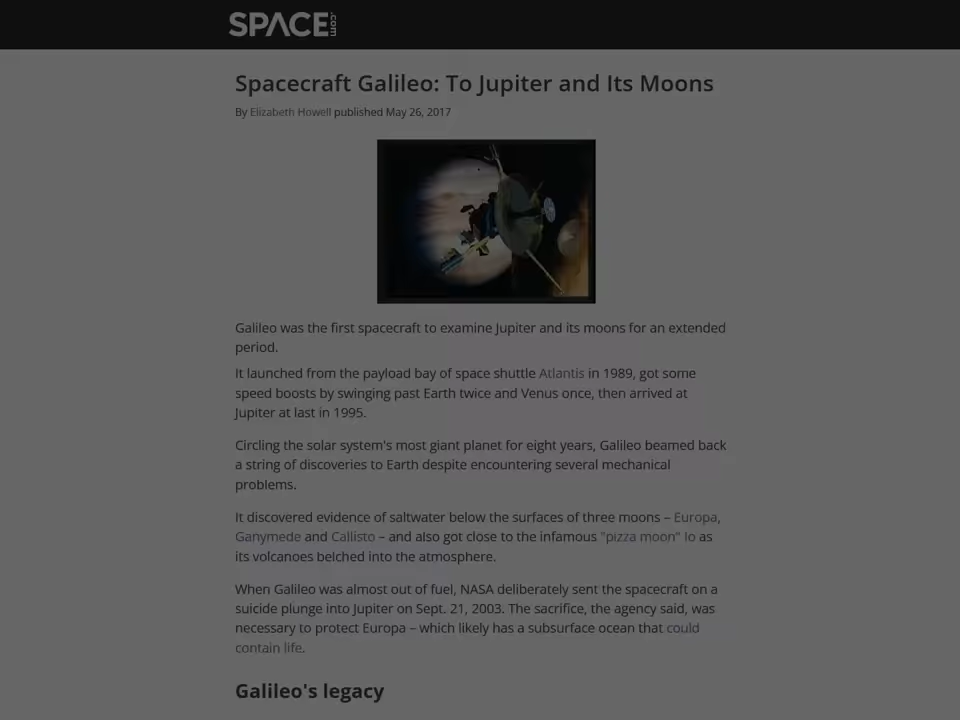 SPACE.com
Spacecraft Galileo: To Jupiter and Its Moons
By Elizabeth Howell published May 26, 2017
Galileo was the first spacecraft to examine Jupiter and its moons for an extended
period.
It launched from the payload bay of space shuttle Atlantis in 1989, got some
speed boosts by swinging past Earth twice and Venus once, then arrived at
Jupiter at last in 1995.
Circling the solar system's most giant planet for eight years, Galileo beamed back
a string of discoveries to Earth despite encountering several mechanical
problems.
It discovered evidence of saltwater below the surfaces of three moons – Europa,
Ganymede and Callisto – and also got close to the infamous "pizza moon" Io as
its volcanoes belched into the atmosphere.
When Galileo was almost out of fuel, NASA deliberately sent the spacecraft on a
suicide plunge into Jupiter on Sept. 21, 2003. The sacrifice, the agency said, was
necessary to protect Europa – which likely has a subsurface ocean that could
contain life.
Galileo's legacy